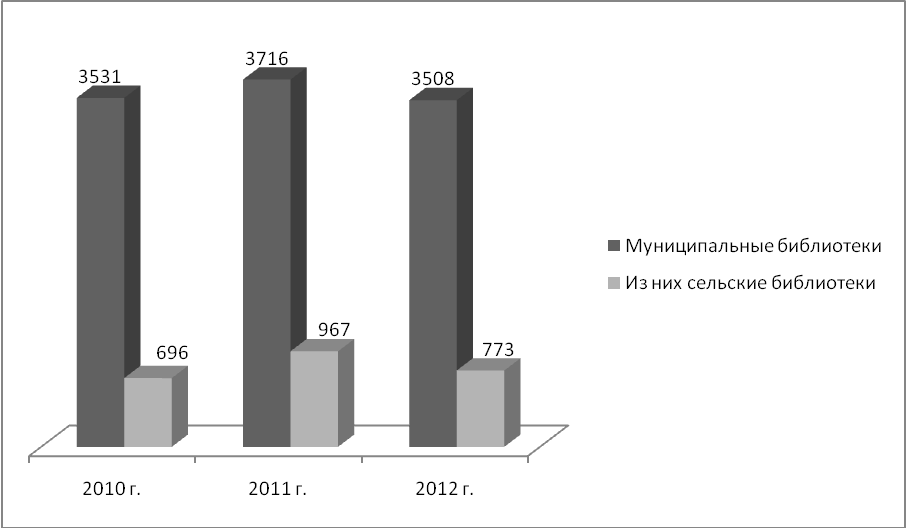 3531
3716
3508
696
967
773
2010 г.
2011 г.
2012 г.
Муниципальные библиотеки
Из них сельские библиотеки